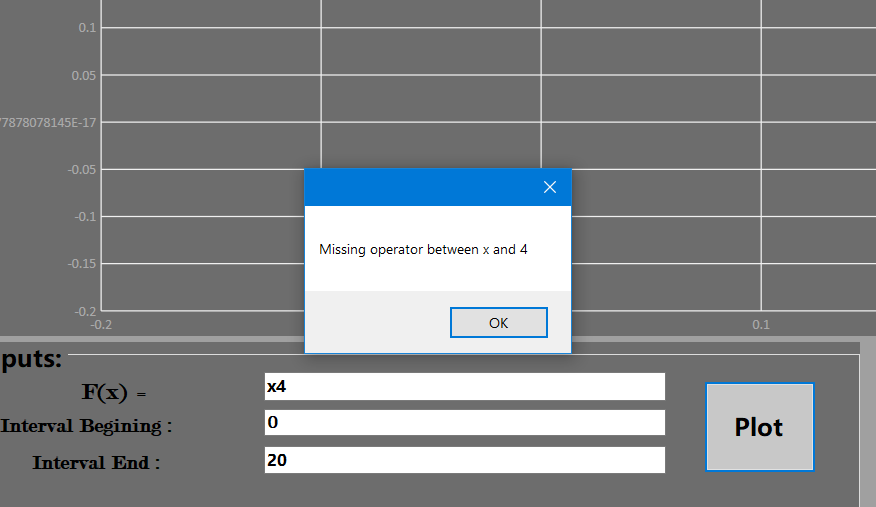 0.1
0.05
77878078145E-17
-0.05
-0.1
-0.15
-0.2
-0.2 0.1
Missing operator between x and 4
OK
puts:
F(x) = x4
Interval Begining : 0
Interval End : 20
Plot